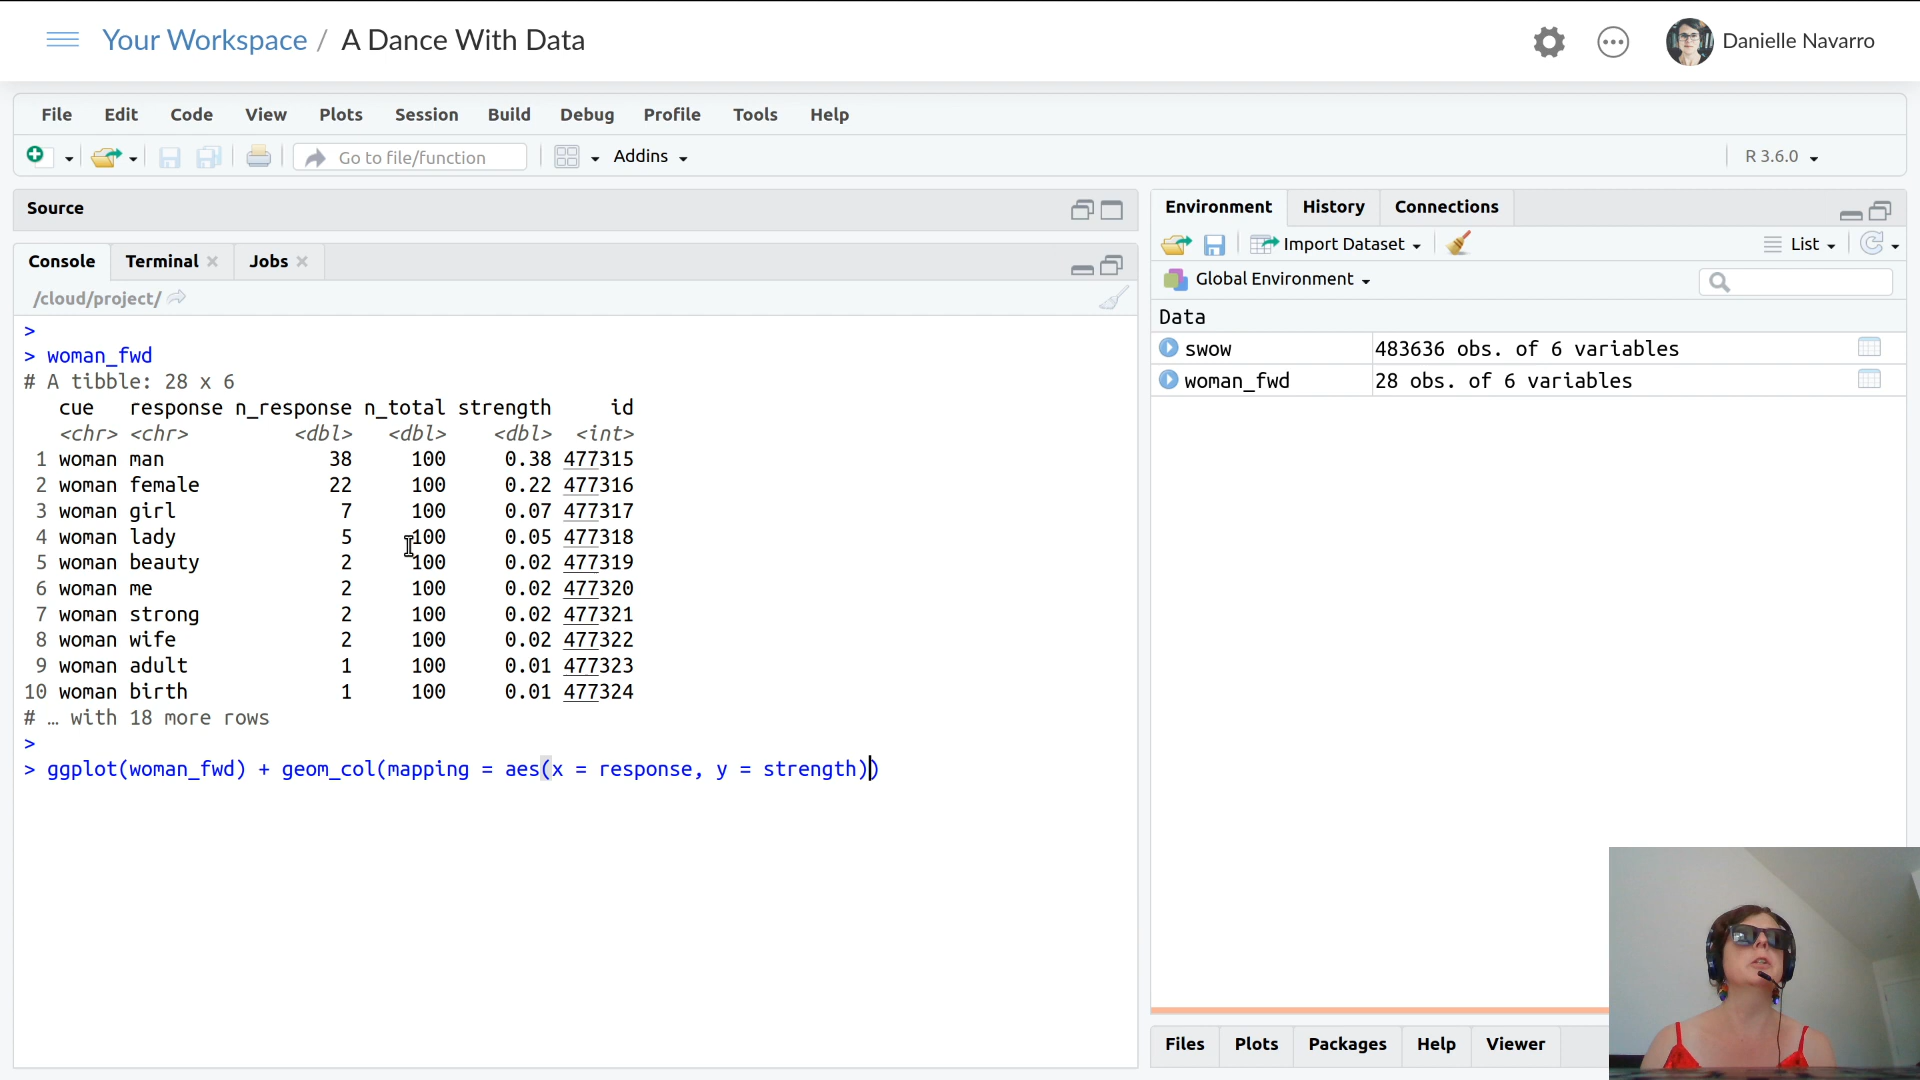 Your Workspace / A Dance With Data
Danielle Navarro
File Edit Code View Plots Session Build Debug Profile Tools Help
Go to file/function
Addins
R 3.6.0
Source
Console Terminal Jobs
/cloud/project/
>
> woman_fwd
# A tibble: 28 x 6
cue response n_response n_total strength id
<chr> <chr> <dbl> <dbl> <dbl> <int>
1 woman man 38 100 0.38 477315
2 woman female 22 100 0.22 477316
3 woman girl 7 100 0.07 477317
4 woman lady 5 100 0.05 477318
5 woman beauty 2 100 0.02 477319
6 woman me 2 100 0.02 477320
7 woman strong 2 100 0.02 477321
8 woman wife 2 100 0.02 477322
9 woman adult 1 100 0.01 477323
10 woman birth 1 100 0.01 477324
# … with 18 more rows
>
> ggplot(woman_fwd) + geom_col(mapping = aes(x = response, y = strength))
Environment History Connections
Import Dataset
List
Global Environment
Data
swow 483636 obs. of 6 variables
woman_fwd 28 obs. of 6 variables
Files Plots Packages Help Viewer